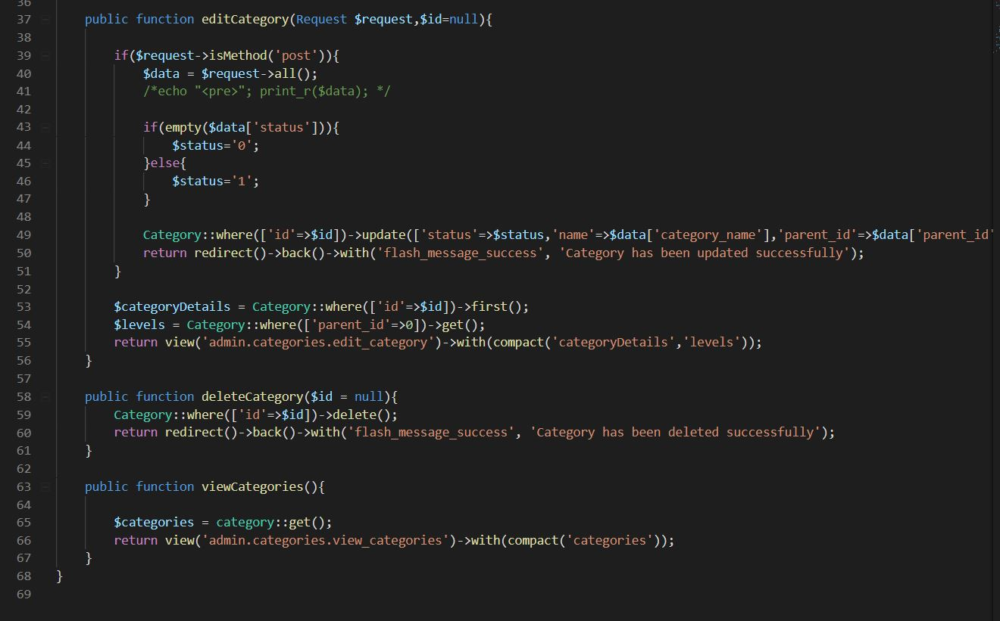 36
37 public function editCategory(Request $request,$id=null){
38
39 if($request->isMethod('post')){
40 $data = $request->all();
41 /*echo "<pre>"; print_r($data); */
42
43 if(empty($data['status'])){
44 $status='0';
45 }else{
46 $status='1';
47 }
48
49 Category::where(['id'=>$id])->update(['status'=>$status,'name'=>$data['category_name'],'parent_id'=>$data['parent_id'
50 return redirect()->back()->with('flash_message_success', 'Category has been updated successfully');
51 }
52
53 $categoryDetails = Category::where(['id'=>$id])->first();
54 $levels = Category::where(['parent_id'=>0])->get();
55 return view('admin.categories.edit_category')->with(compact('categoryDetails','levels'));
56 }
57
58 public function deleteCategory($id = null){
59 Category::where(['id'=>$id])->delete();
60 return redirect()->back()->with('flash_message_success', 'Category has been deleted successfully');
61 }
62
63 public function viewCategories(){
64
65 $categories = category::get();
66 return view('admin.categories.view_categories')->with(compact('categories'));
67 }
68 }
69